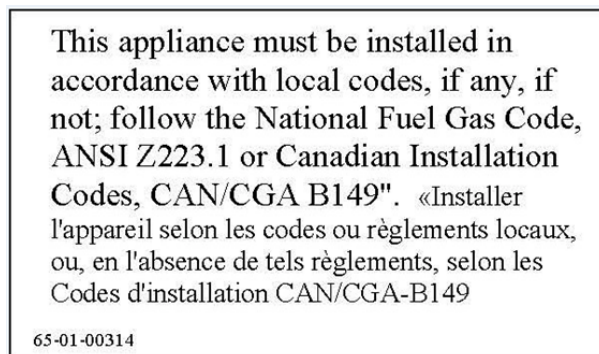 This appliance must be installed in
accordance with local codes, if any, if
not; follow the National Fuel Gas Code,
ANSI Z223.1 or Canadian Installation
Codes, CAN/CGA B149".  «Installer
l'appareil selon les codes ou règlements locaux,
ou, en l'absence de tels règlements, selon les
Codes d'installation CAN/CGA-B149
65-01-00314